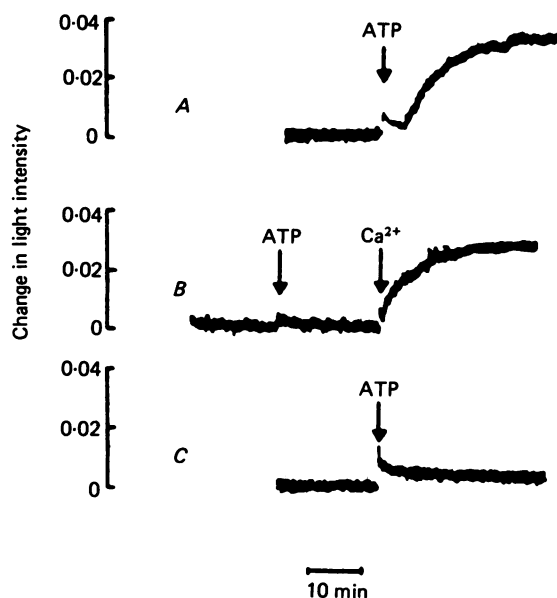 Change in light intensity
0·04
0·02
0
A
ATP
0·04
0·02
0
B
ATP
Ca²⁺
0·04
0·02
0
C
ATP
10 min